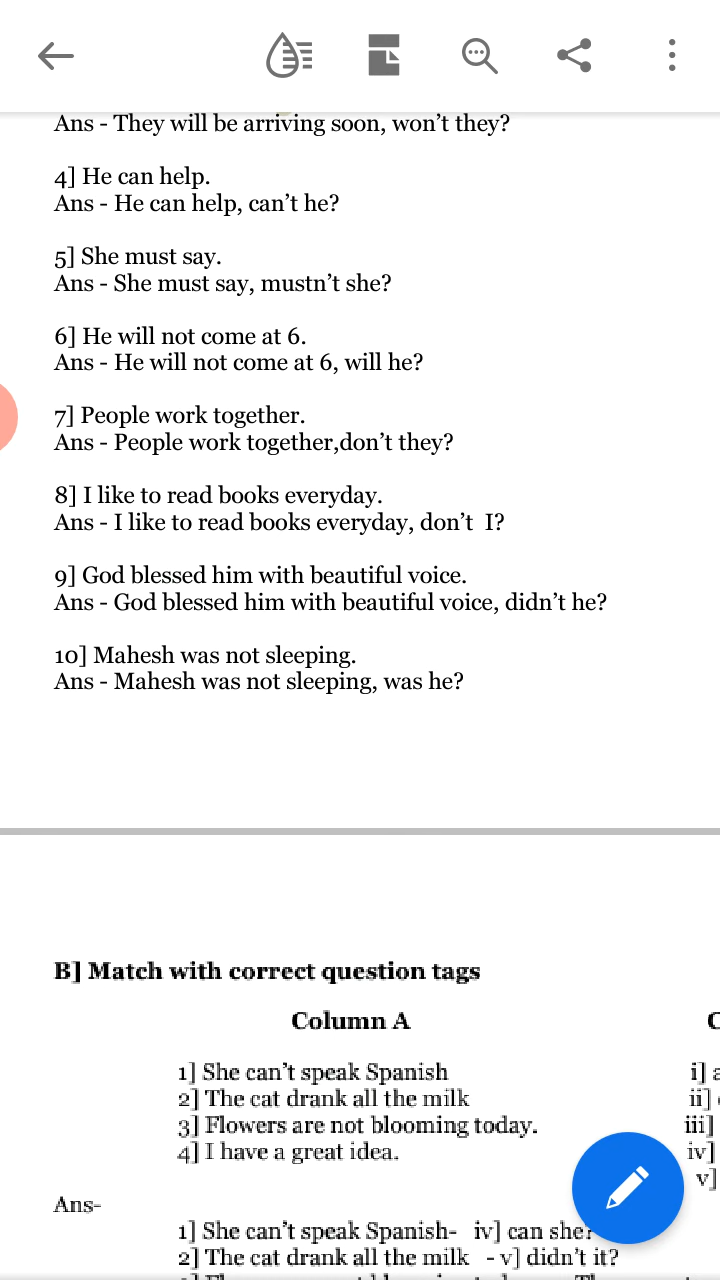 Ans - They will be arriving soon, won't they?
4] He can help.
Ans - He can help, can't he?
5] She must say.
Ans - She must say, mustn't she?
6] He will not come at 6.
Ans - He will not come at 6, will he?
7] People work together.
Ans - People work together,don't they?
8] I like to read books everyday.
Ans - I like to read books everyday, don't  I?
9] God blessed him with beautiful voice.
Ans - God blessed him with beautiful voice, didn't he?
10] Mahesh was not sleeping.
Ans - Mahesh was not sleeping, was he?
B] Match with correct question tags
Column A
1] She can't speak Spanish i]
2] The cat drank all the milk ii]
3] Flowers are not blooming today. iii]
4] I have a great idea. iv]
v]
Ans-
1] She can't speak Spanish- iv] can she?
2] The cat drank all the milk - v] didn't it?